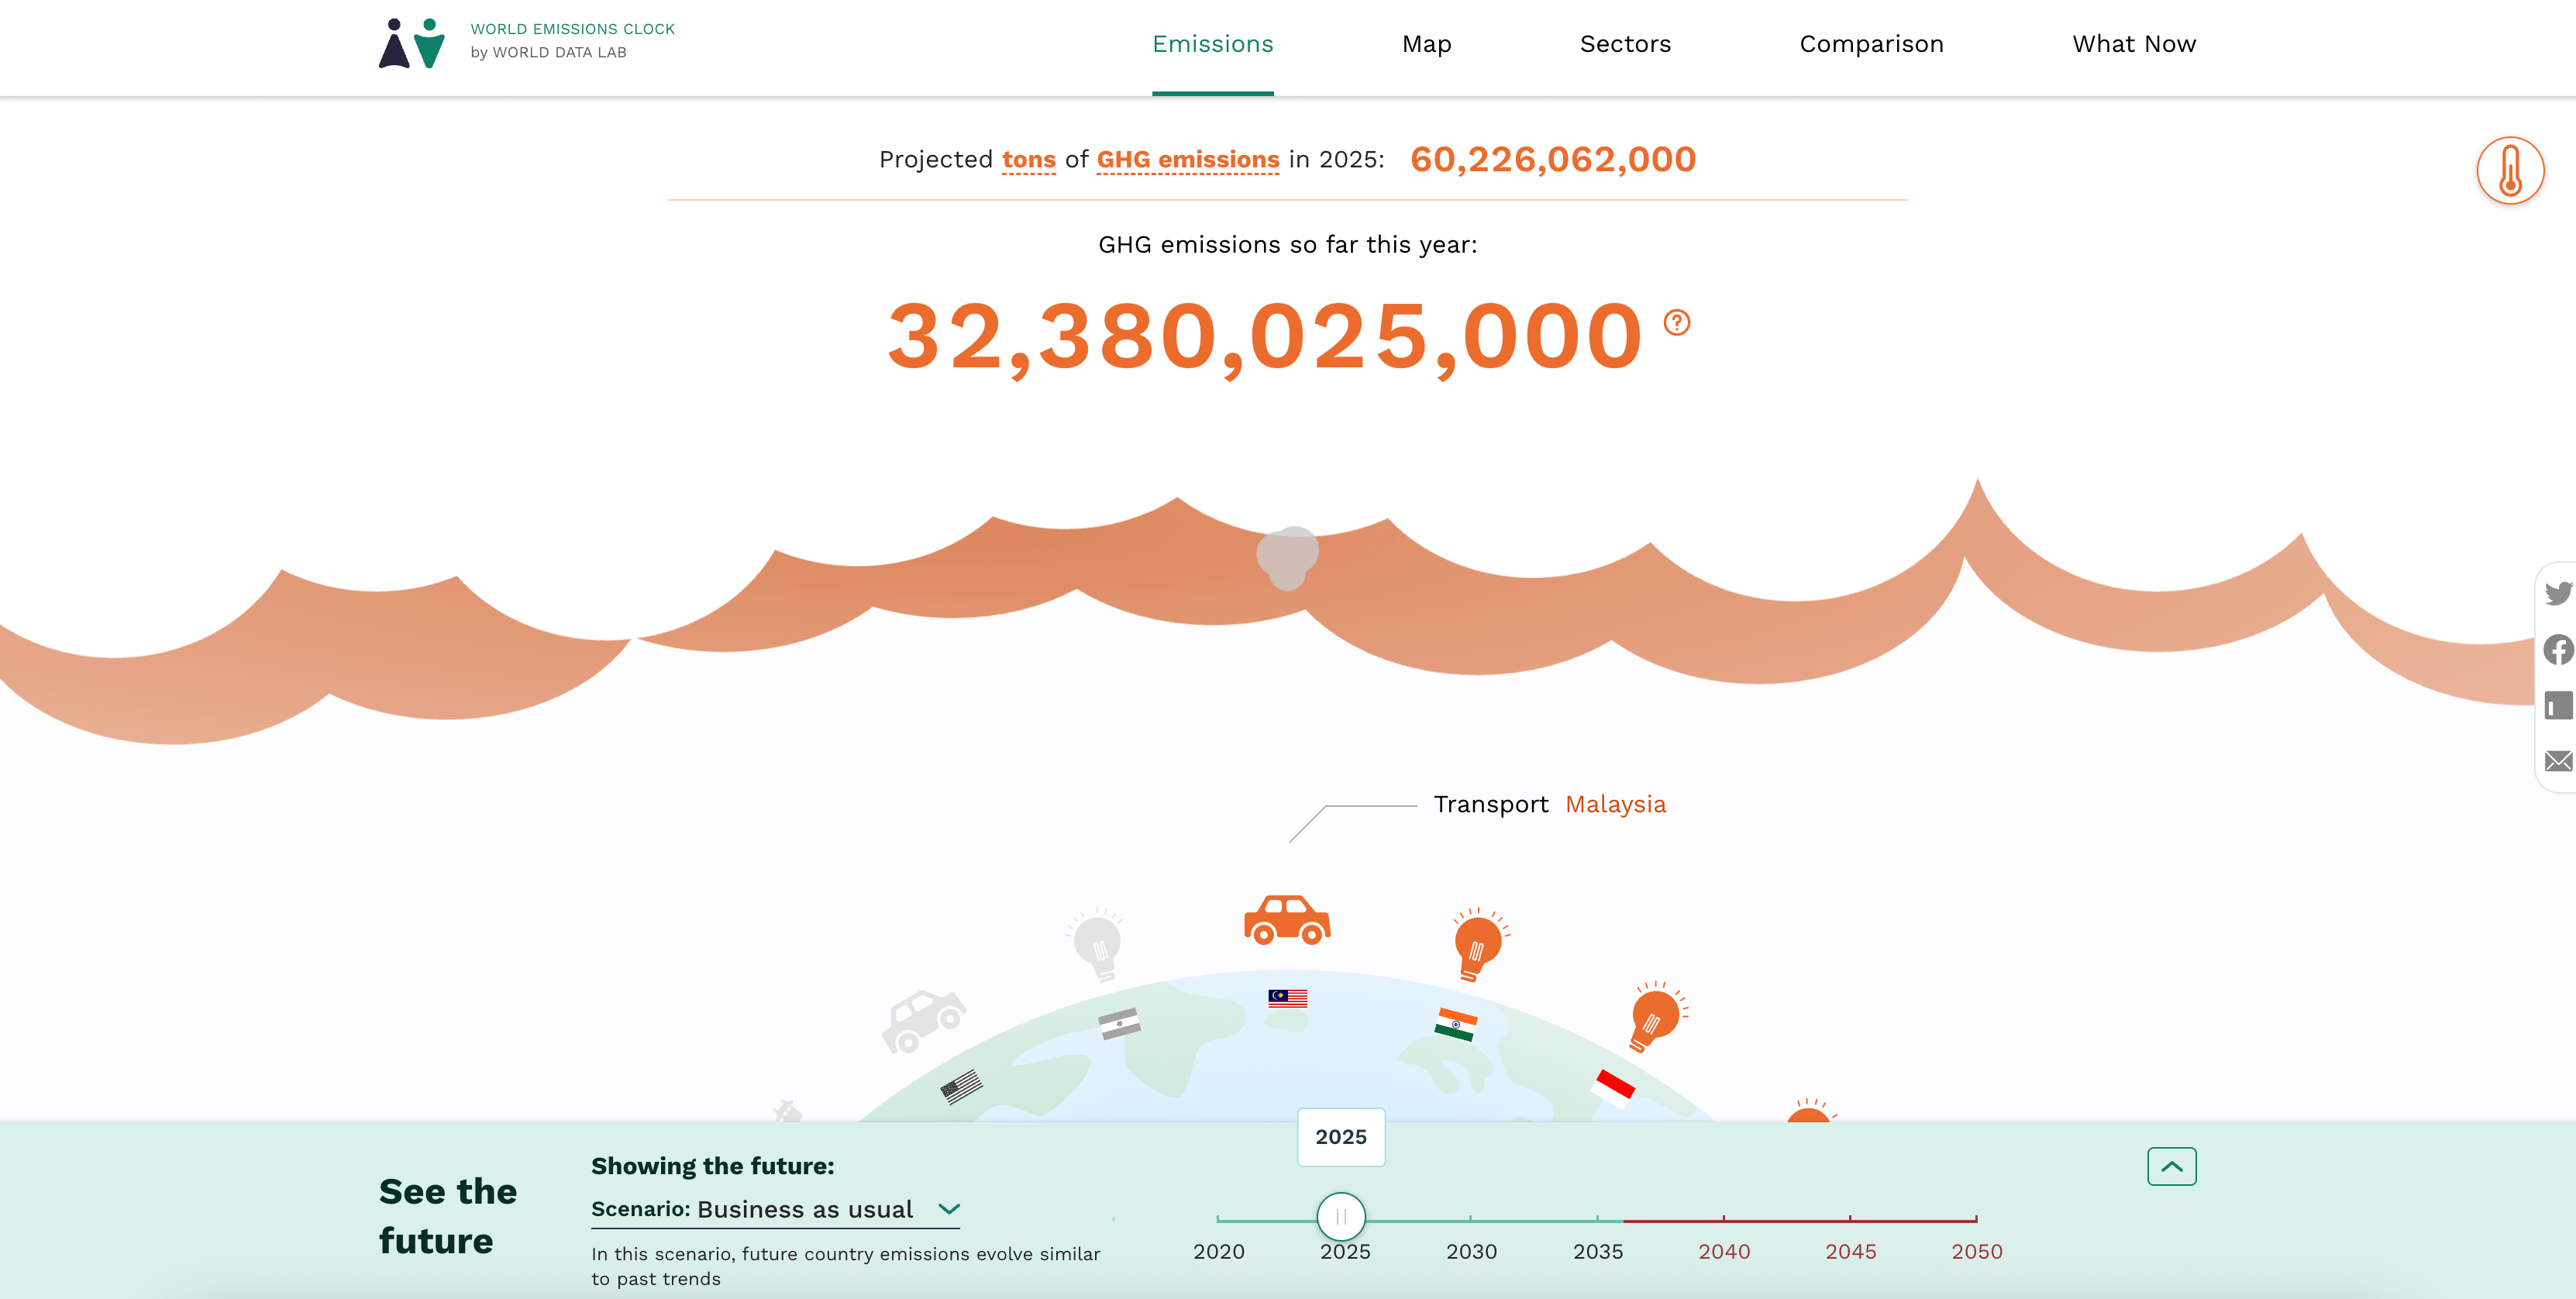 WORLD EMISSIONS CLOCK
by WORLD DATA LAB
Emissions Map Sectors Comparison What Now
Projected tons of GHG emissions in 2025: 60,226,062,000
GHG emissions so far this year:
32,380,025,000 ?
Transport Malaysia
2025
See the
future
Showing the future:
Scenario: Business as usual
In this scenario, future country emissions evolve similar
to past trends
2020 2025 2030 2035 2040 2045 2050